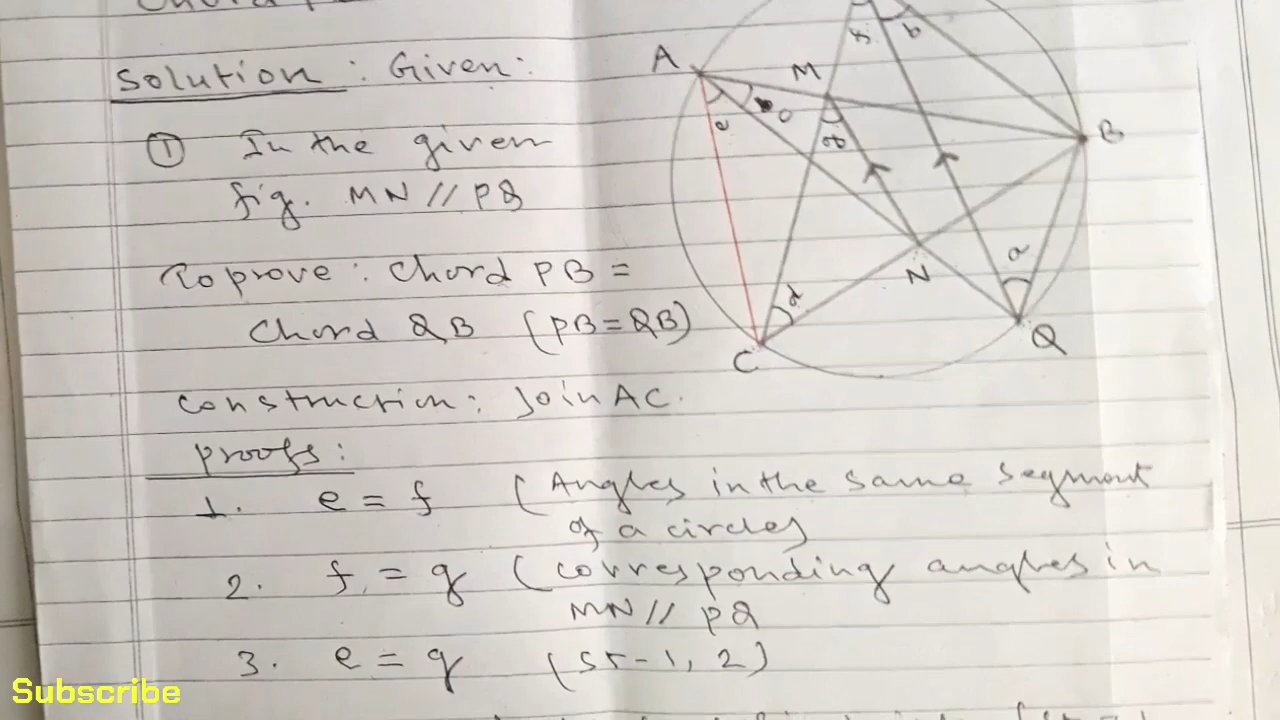 Solution : Given:
① In the given
fig. MN // PQ
To prove : Chord PB =
Chord QB (PB = QB)
Construction: Join AC.
Proofs:
1. e = f (Angles in the same segment
of a circles
2. f = g (corresponding angles in
MN // PQ
3. e = g (St - 1, 2)
A
M
b
e
c
g
B
N
a
d
C
Q
Subscribe